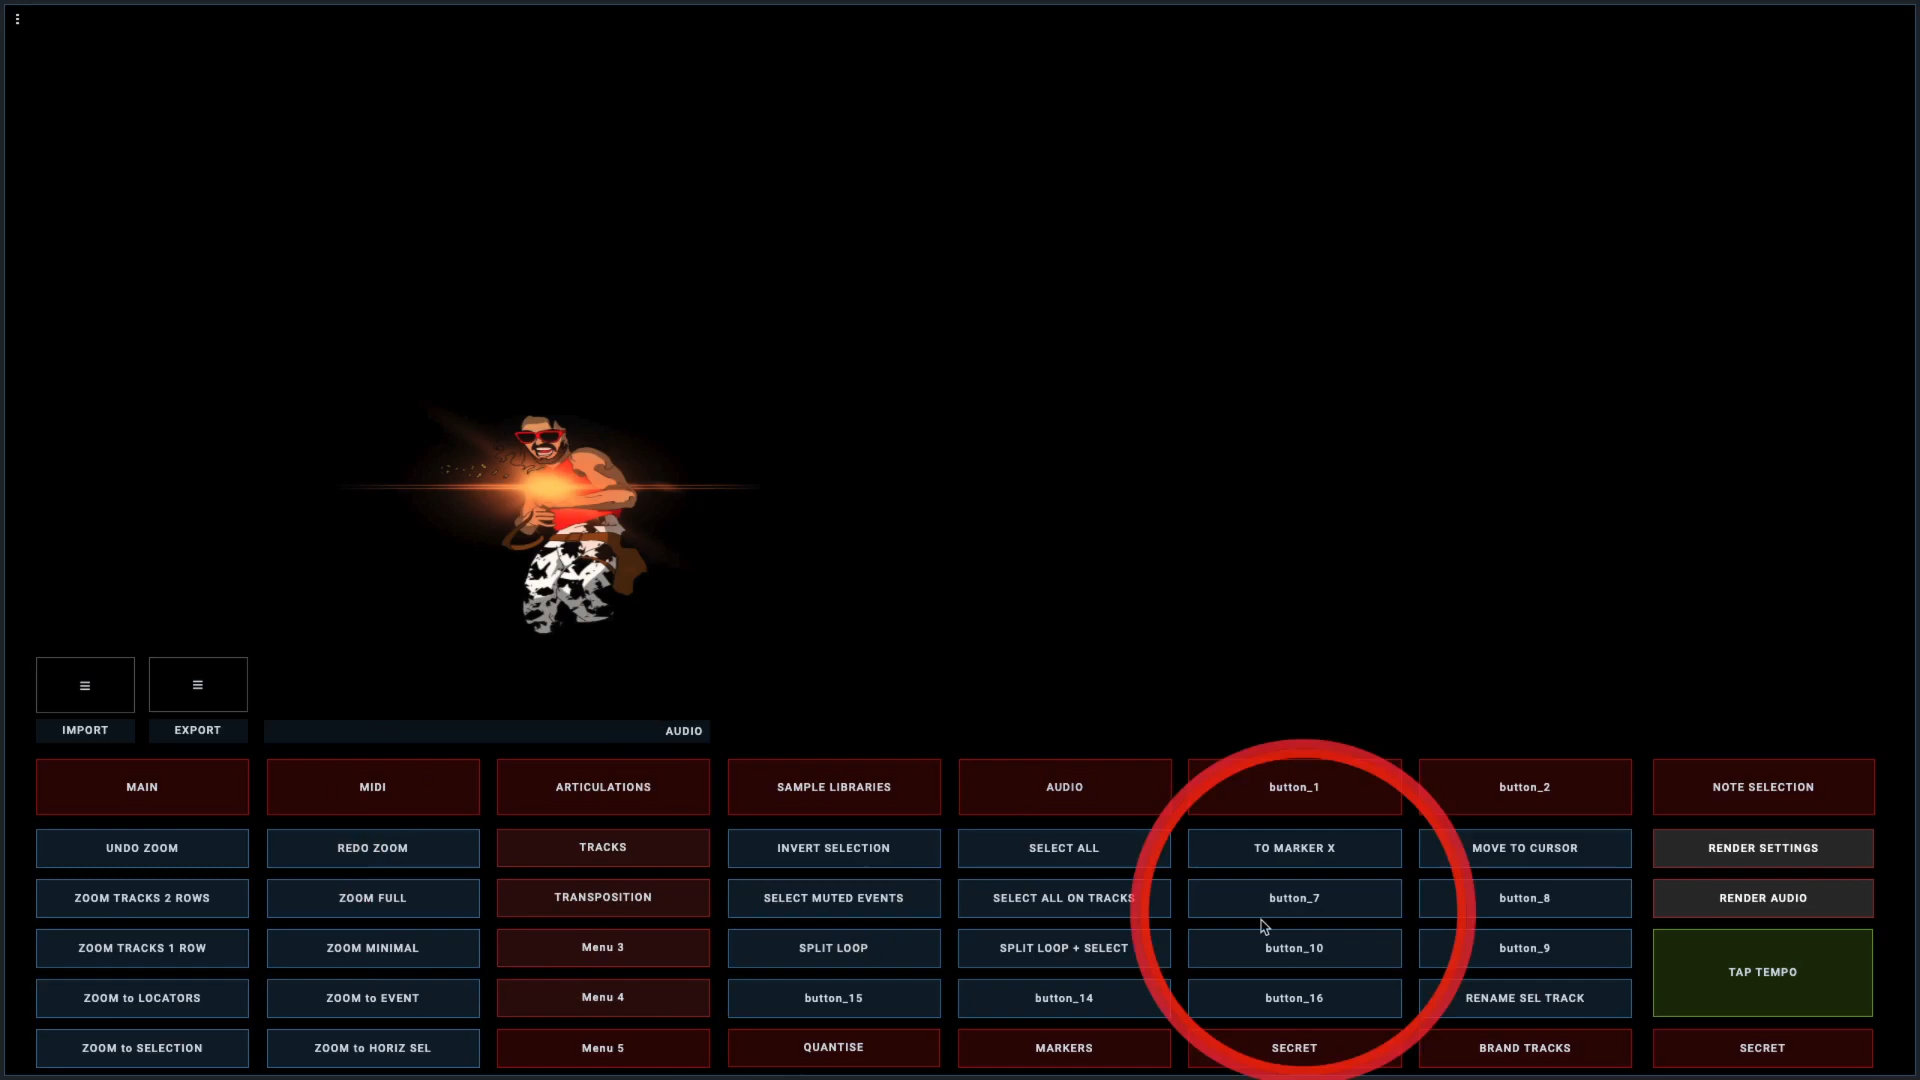 IMPORT EXPORT AUDIO
MAIN MIDI ARTICULATIONS SAMPLE LIBRARIES AUDIO button_1 button_2 NOTE SELECTION
UNDO ZOOM REDO ZOOM TRACKS INVERT SELECTION SELECT ALL TO MARKER X MOVE TO CURSOR RENDER SETTINGS
ZOOM TRACKS 2 ROWS ZOOM FULL TRANSPOSITION SELECT MUTED EVENTS SELECT ALL ON TRACKS button_7 button_8 RENDER AUDIO
ZOOM TRACKS 1 ROW ZOOM MINIMAL Menu 3 SPLIT LOOP SPLIT LOOP + SELECT button_10 button_9 TAP TEMPO
ZOOM to LOCATORS ZOOM to EVENT Menu 4 button_15 button_14 button_16 RENAME SEL TRACK
ZOOM to SELECTION ZOOM to HORIZ SEL Menu 5 QUANTISE MARKERS SECRET BRAND TRACKS SECRET